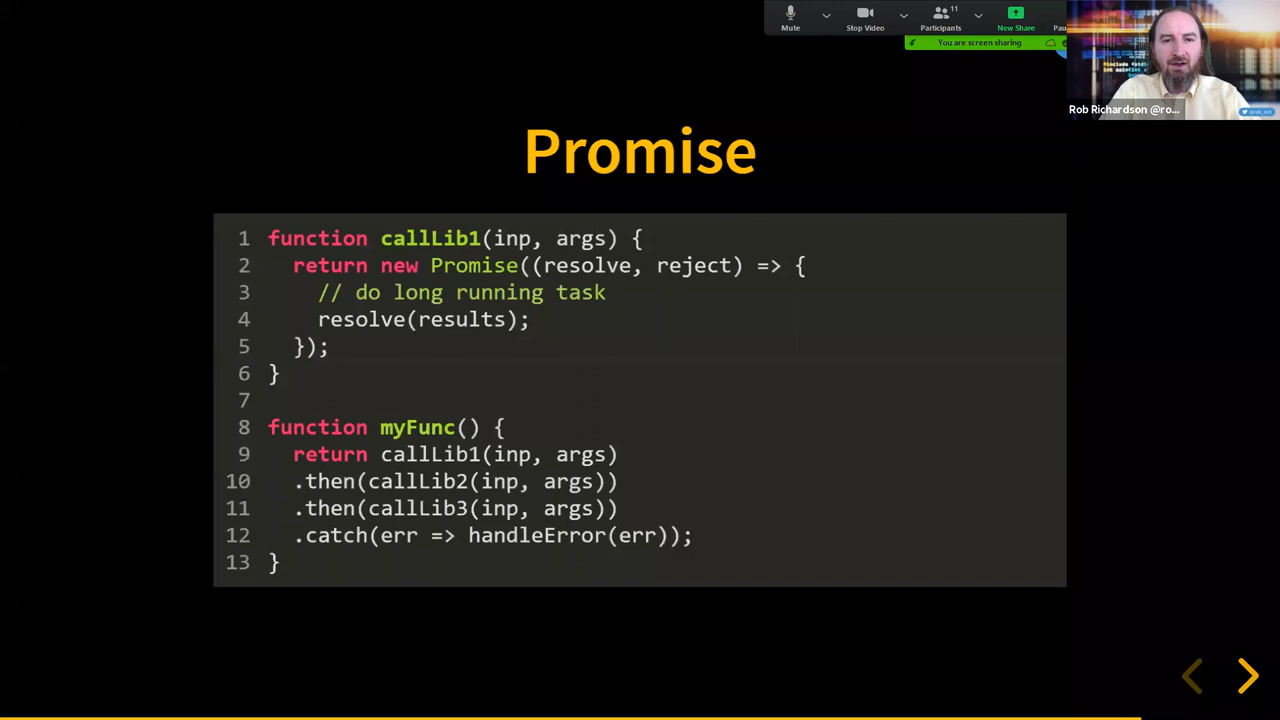 Mute
Stop Video
11
Participants
New Share
You are screen sharing
Rob Richardson @ro...
Promise
1 function callLib1(inp, args) {
2 return new Promise((resolve, reject) => {
3 // do long running task
4 resolve(results);
5 });
6 }
7
8 function myFunc() {
9 return callLib1(inp, args)
10 .then(callLib2(inp, args))
11 .then(callLib3(inp, args))
12 .catch(err => handleError(err));
13 }